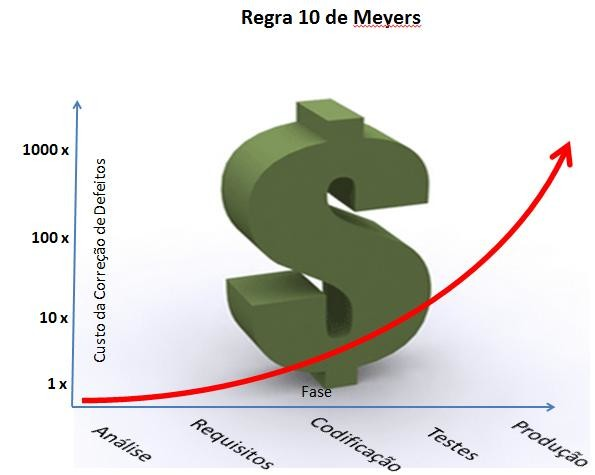 Regra 10 de Meyers
1000 x
100 x
10 x
1 x
Custo da Correção de Defeitos
Fase
Análise
Requisitos
Codificação
Testes
Produção